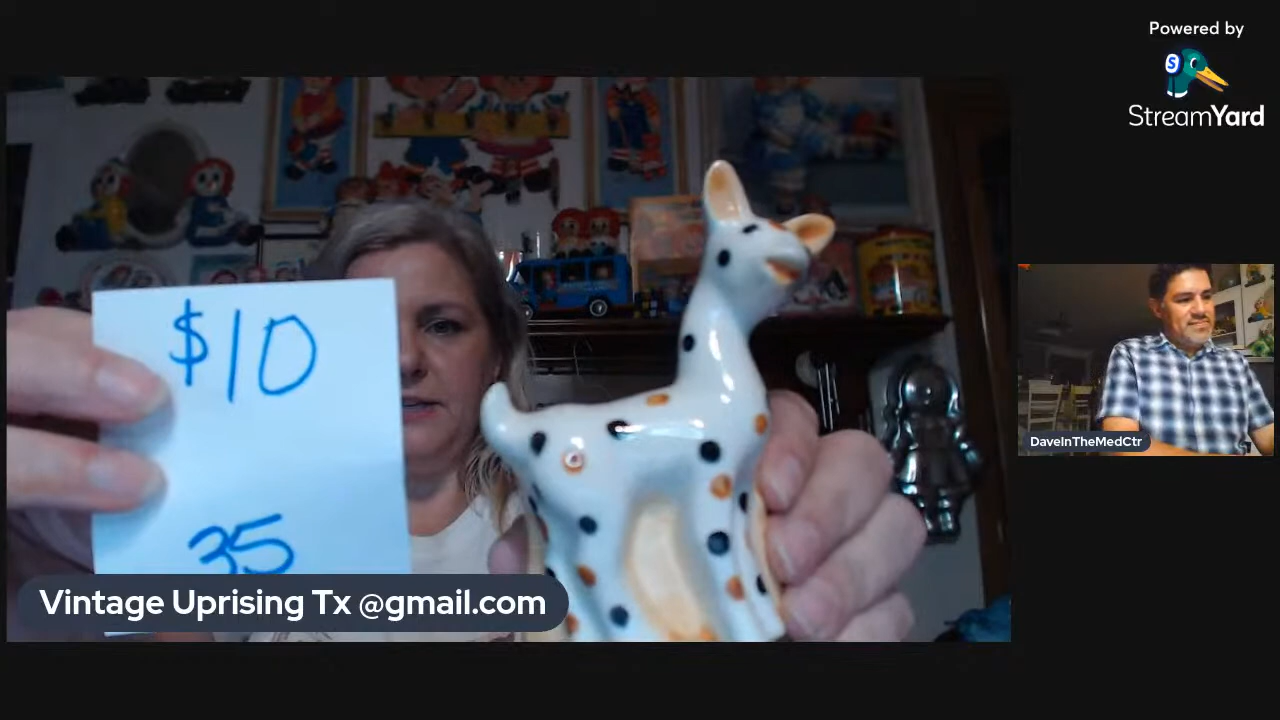 Powered by
S
StreamYard
$10
35
DaveInTheMedCtr
Vintage Uprising Tx @gmail.com